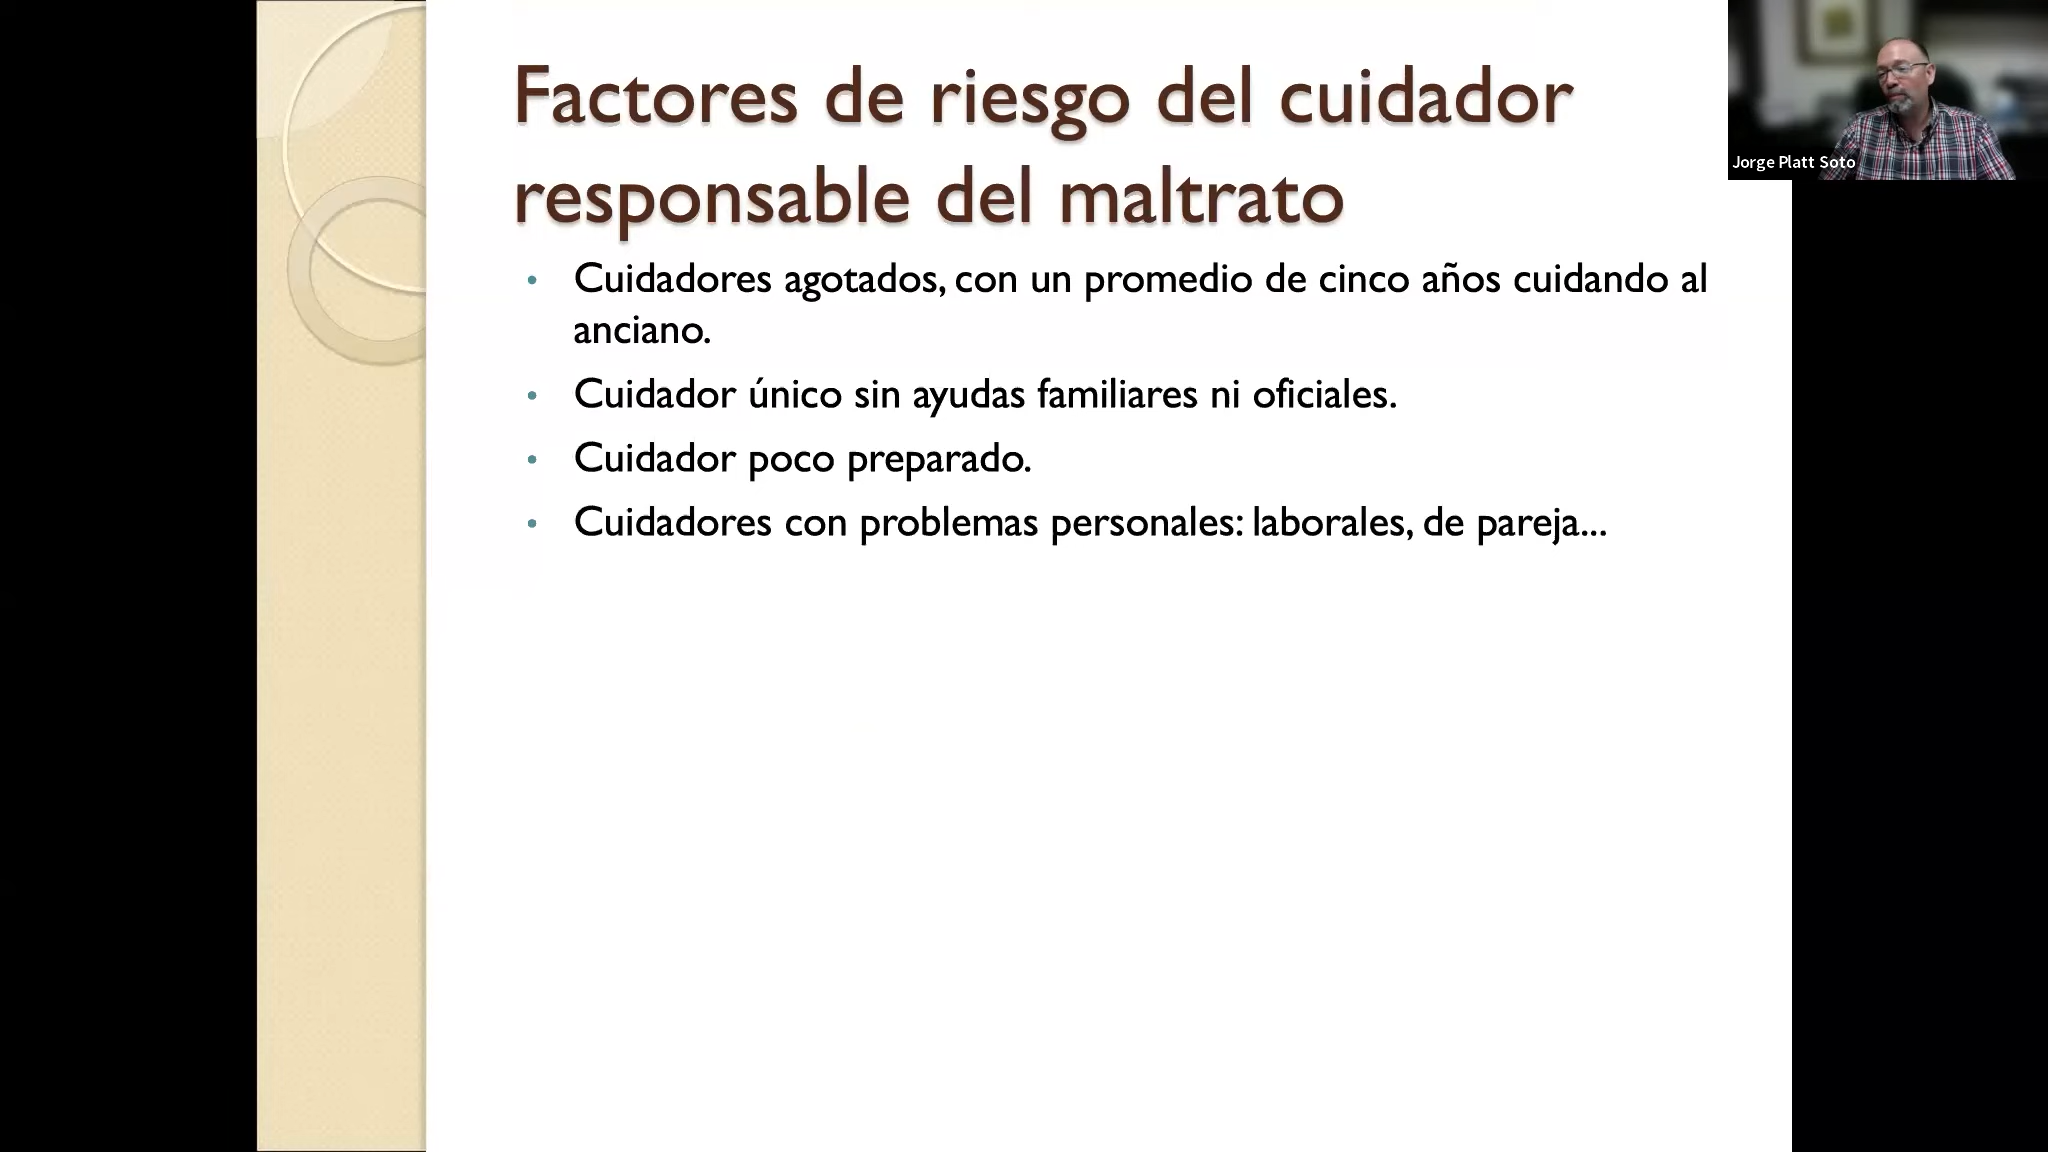 Factores de riesgo del cuidador
responsable del maltrato
• Cuidadores agotados, con un promedio de cinco años cuidando al
anciano.
• Cuidador único sin ayudas familiares ni oficiales.
• Cuidador poco preparado.
• Cuidadores con problemas personales: laborales, de pareja...
Jorge Platt Soto